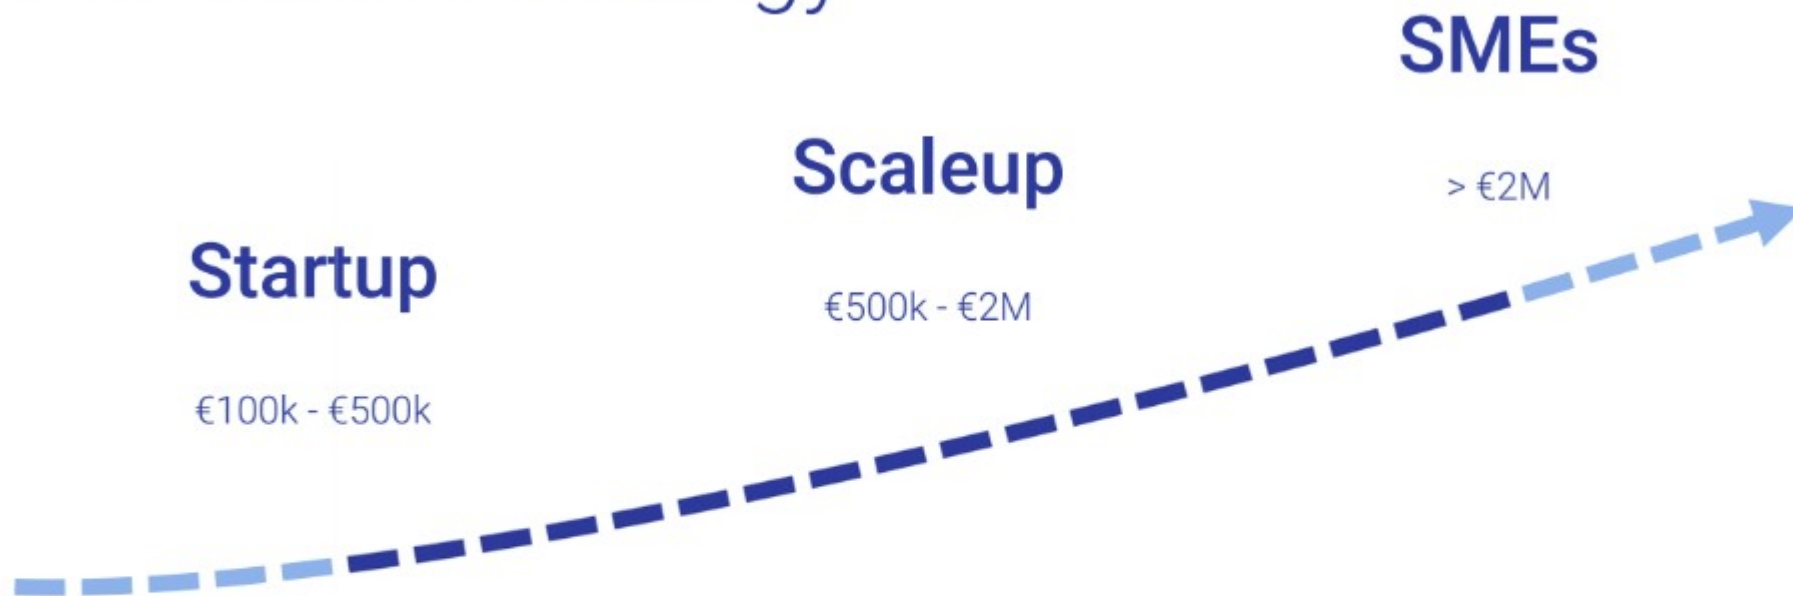 Startup
€100k - €500k
Scaleup
€500k - €2M
SMEs
> €2M